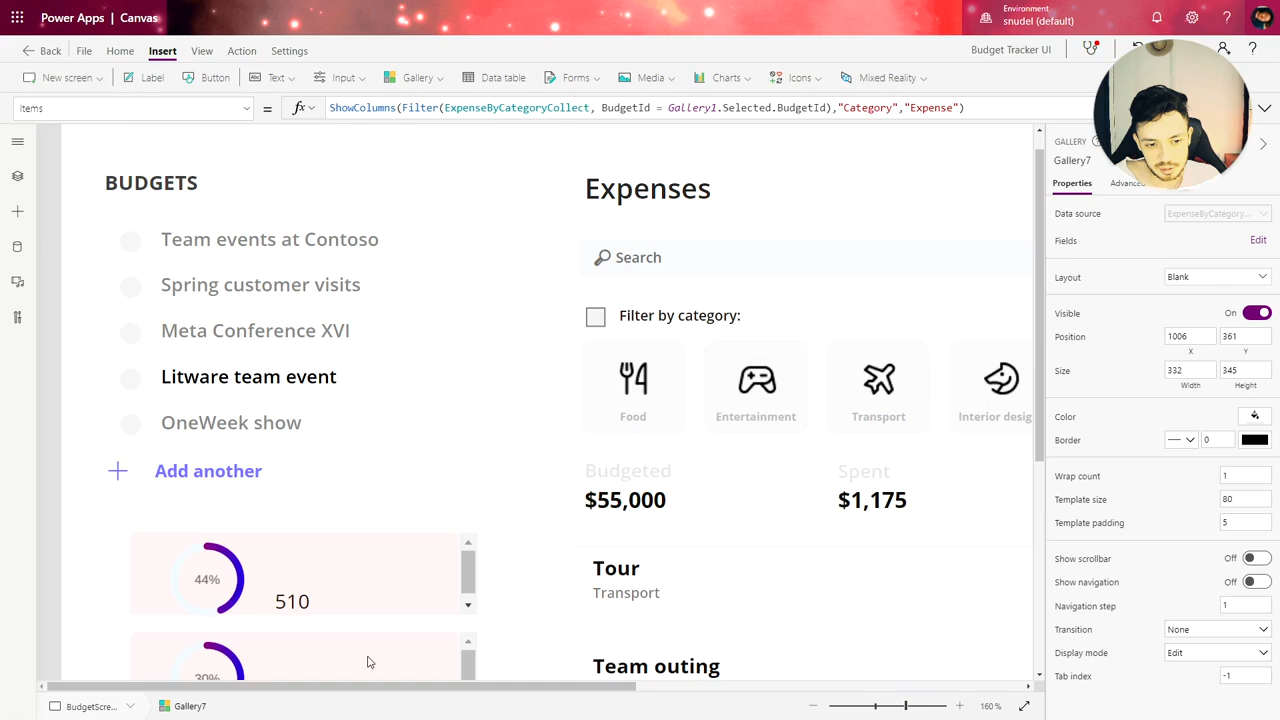 Power Apps | Canvas
Environment
snudel (default)
Back File Home Insert View Action Settings
Budget Tracker UI
New screen Label Button Text Input Gallery Data table Forms Media Charts Icons Mixed Reality
Items = fx ShowColumns(Filter(ExpenseByCategoryCollect, BudgetId = Gallery1.Selected.BudgetId),"Category","Expense")
BUDGETS
Team events at Contoso
Spring customer visits
Meta Conference XVI
Litware team event
OneWeek show
Add another
44%
510
30%
Expenses
Search
Filter by category:
Food Entertainment Transport Interior desig
Budgeted Spent
$55,000 $1,175
Tour
Transport
Team outing
GALLERY
Gallery7
Properties Advanced
Data source ExpenseByCategory...
Fields Edit
Layout Blank
Visible On
Position 1006 361
X Y
Size 332 345
Width Height
Color
Border 0
Wrap count 1
Template size 80
Template padding 5
Show scrollbar Off
Show navigation Off
Navigation step 1
Transition None
Display mode Edit
Tab index -1
BudgetScre... Gallery7
160 %